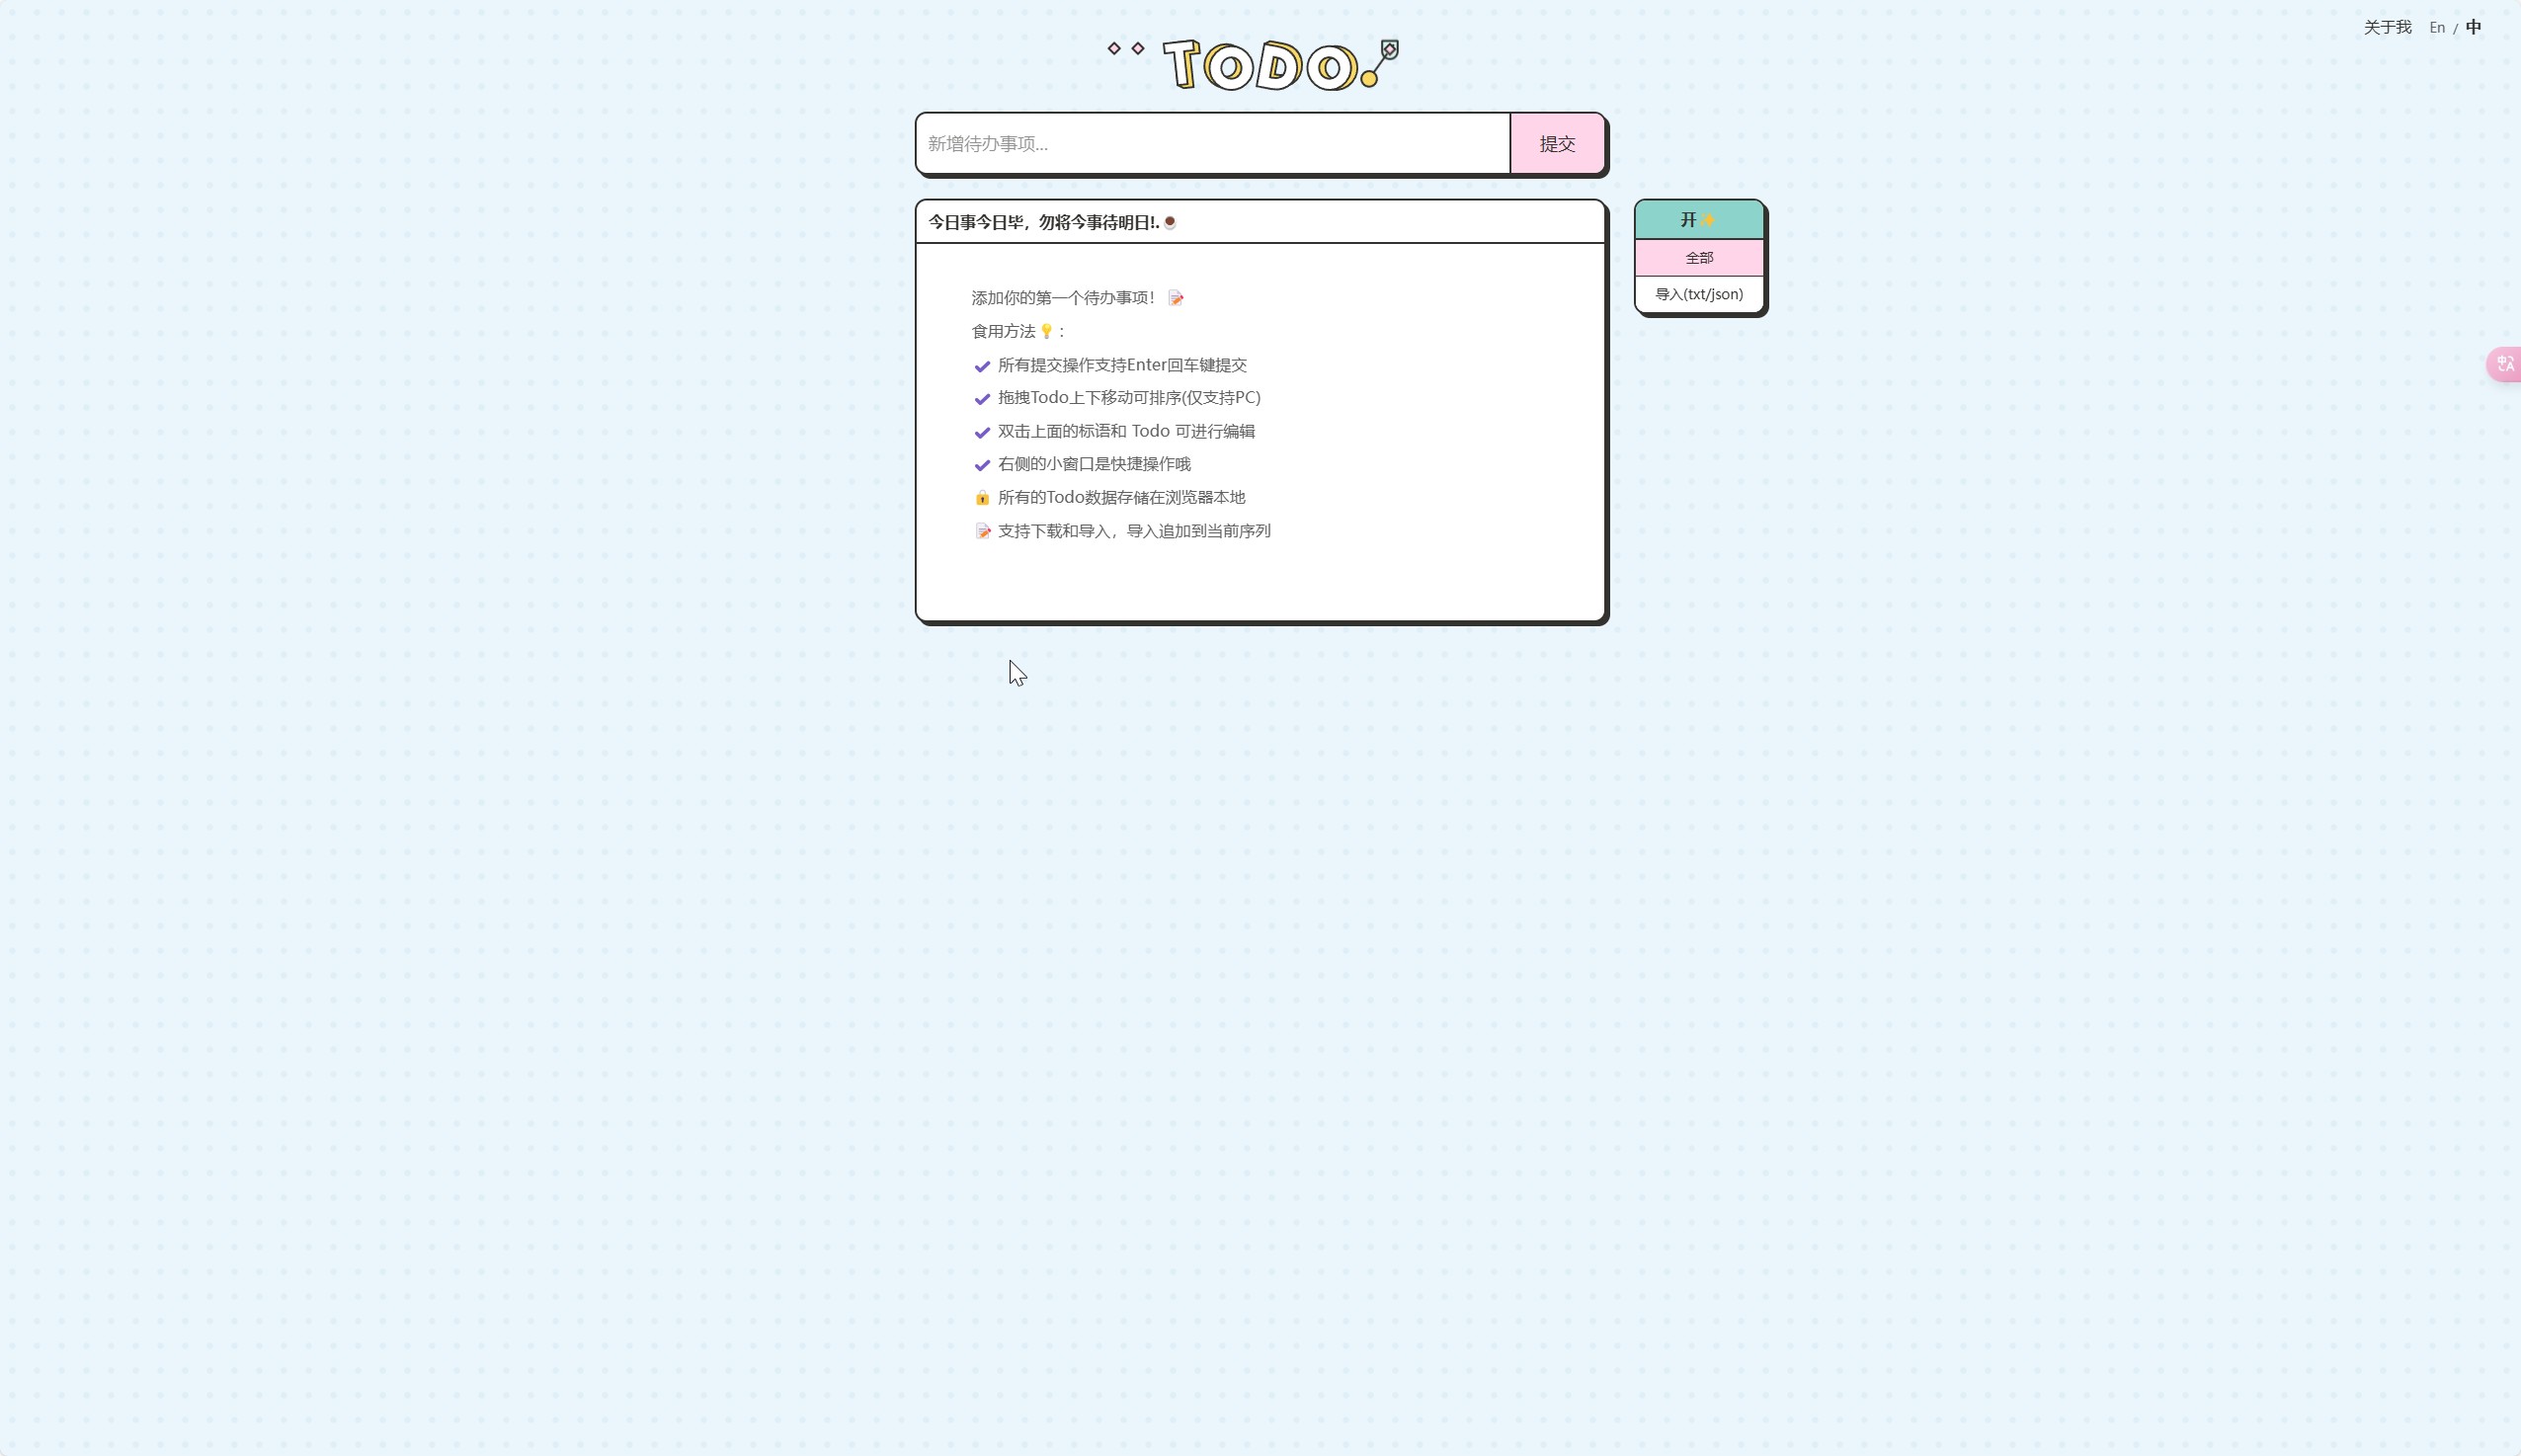 关于我 En / 中
TODO
新增待办事项...
提交
今日事今日毕，勿将今事待明日!.☕
开✨
全部
导入(txt/json)
添加你的第一个待办事项！📝
食用方法💡：
✔ 所有提交操作支持Enter回车键提交
✔ 拖拽Todo上下移动可排序(仅支持PC)
✔ 双击上面的标语和 Todo 可进行编辑
✔ 右侧的小窗口是快捷操作哦
🔒 所有的Todo数据存储在浏览器本地
📝 支持下载和导入，导入追加到当前序列